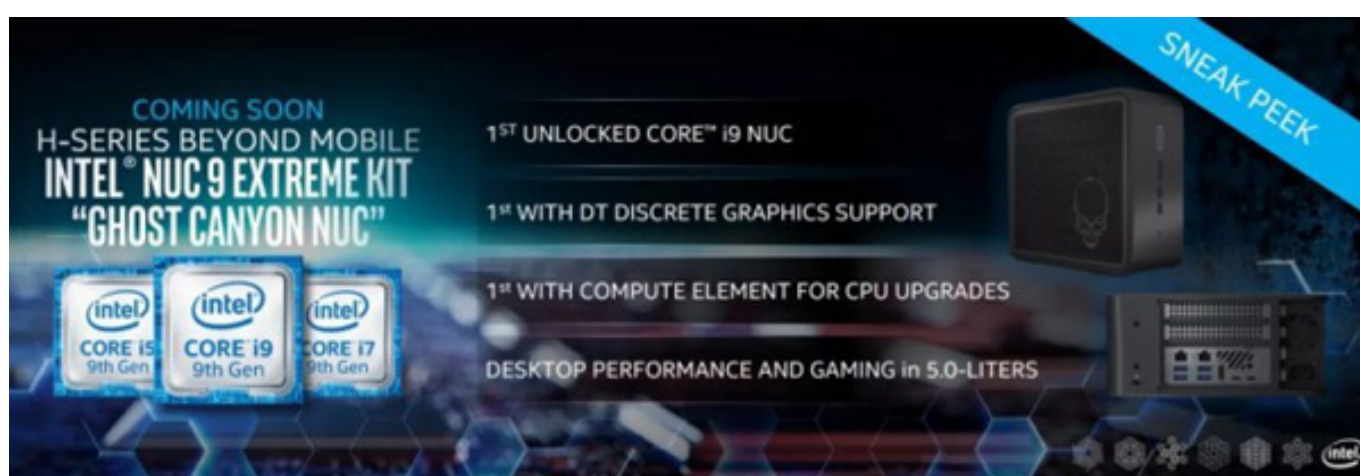 SNEAK PEEK
COMING SOON
H-SERIES BEYOND MOBILE
INTEL® NUC 9 EXTREME KIT
“GHOST CANYON NUC”
intel
CORE i5
9th Gen
intel
CORE i9
9th Gen
intel
CORE i7
9th Gen
1ST UNLOCKED CORE™ i9 NUC
1st WITH DT DISCRETE GRAPHICS SUPPORT
1st WITH COMPUTE ELEMENT FOR CPU UPGRADES
DESKTOP PERFORMANCE AND GAMING in 5.0-LITERS
intel